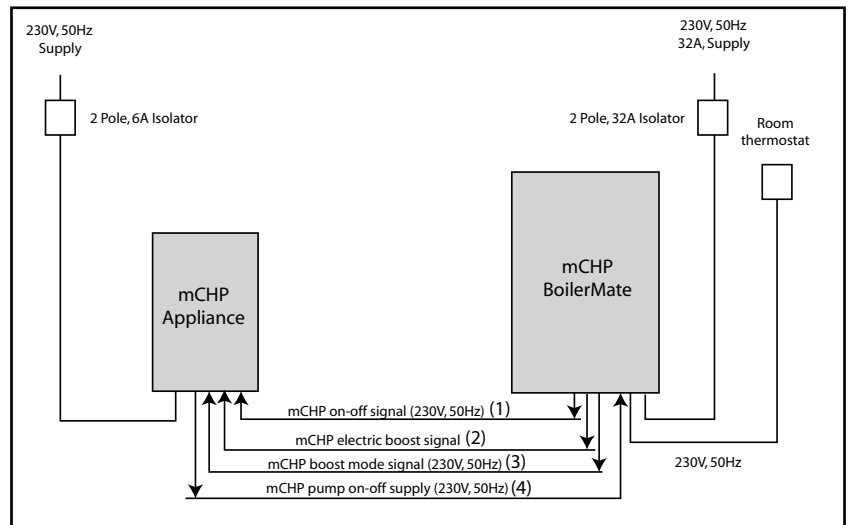 230V, 50Hz
Supply
230V, 50Hz
32A, Supply
2 Pole, 6A Isolator
2 Pole, 32A Isolator
Room
thermostat
mCHP
BoilerMate
mCHP
Appliance
mCHP on-off signal (230V, 50Hz) (1)
mCHP electric boost signal (2)
mCHP boost mode signal (230V, 50Hz) (3)
230V, 50Hz
mCHP pump on-off supply (230V, 50Hz) (4)